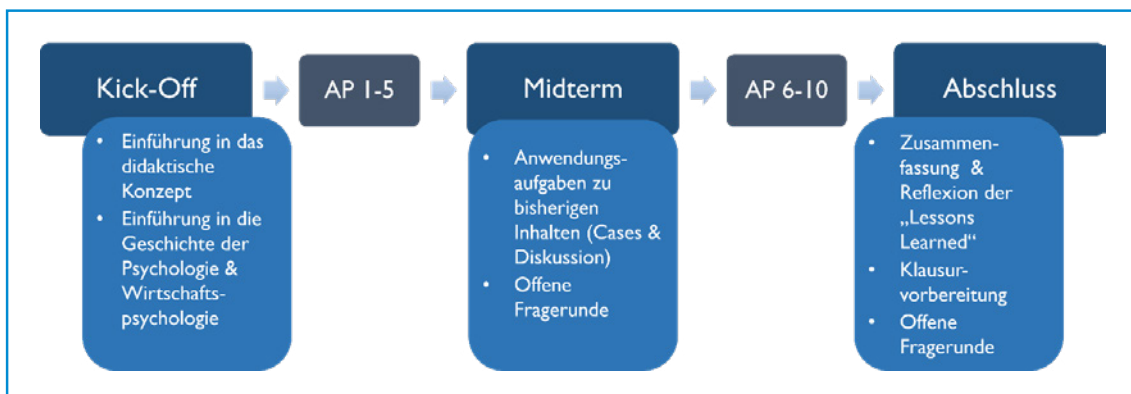 Kick-Off
AP 1-5
Midterm
AP 6-10
Abschluss
• Einführung in das
didaktische
Konzept
• Einführung in die
Geschichte der
Psychologie &
Wirtschafts-
psychologie
• Anwendungs-
aufgaben zu
bisherigen
Inhalten (Cases &
Diskussion)
• Offene
Fragerunde
• Zusammen-
fassung & 
Reflexion der
„Lessons
Learned“
• Klausur-
vorbereitung
• Offene
Fragerunde